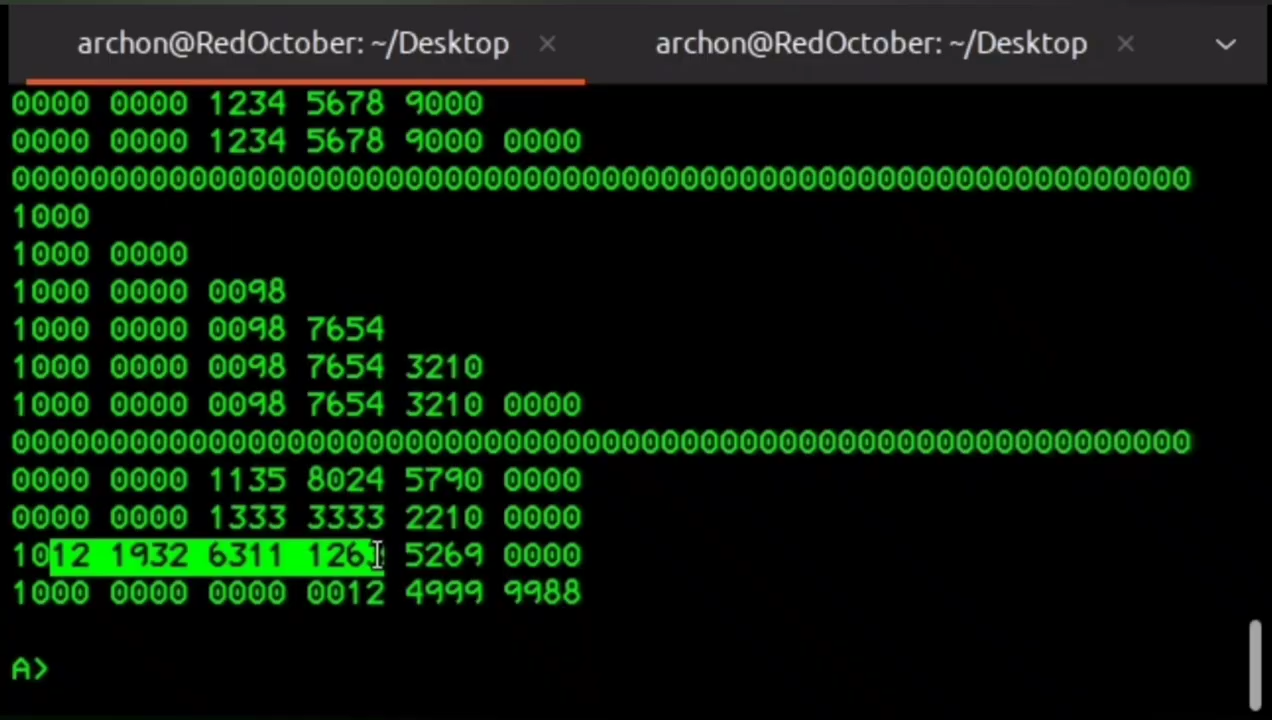 archon@RedOctober: ~/Desktop × archon@RedOctober: ~/Desktop ×
0000 0000 1234 5678 9000
0000 0000 1234 5678 9000 0000
000000000000000000000000000000000000000000000000000000000000
1000
1000 0000
1000 0000 0098
1000 0000 0098 7654
1000 0000 0098 7654 3210
1000 0000 0098 7654 3210 0000
000000000000000000000000000000000000000000000000000000000000
0000 0000 1135 8024 5790 0000
0000 0000 1333 3333 2210 0000
1012 1932 6311 1263 5269 0000
1000 0000 0000 0012 4999 9988
A>